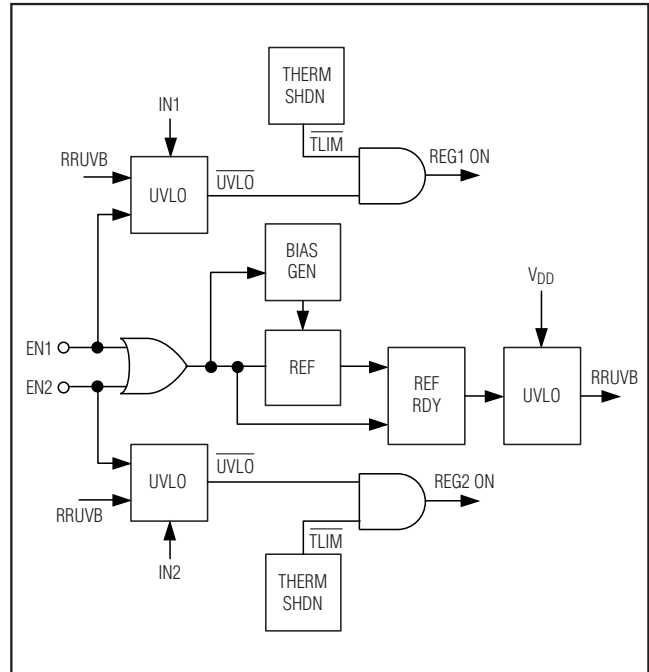 THERM
SHDN
IN1
TLIM
RRUVB
UVLO
UVLO
REG1 ON
BIAS
GEN
VDD
EN1
EN2
REF
REF
RDY
UVLO
RRUVB
UVLO
UVLO
RRUVB
REG2 ON
TLIM
IN2
THERM
SHDN